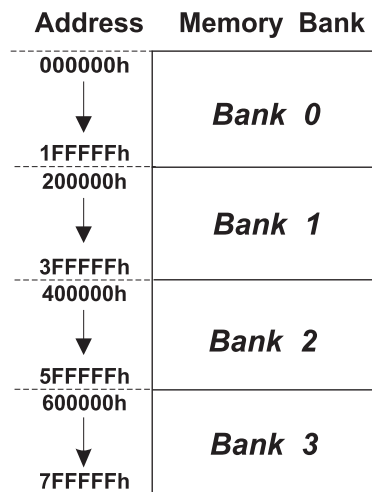 Address Memory Bank
000000h
Bank 0
1FFFFFh
200000h
Bank 1
3FFFFFh
400000h
Bank 2
5FFFFFh
600000h
Bank 3
7FFFFFh